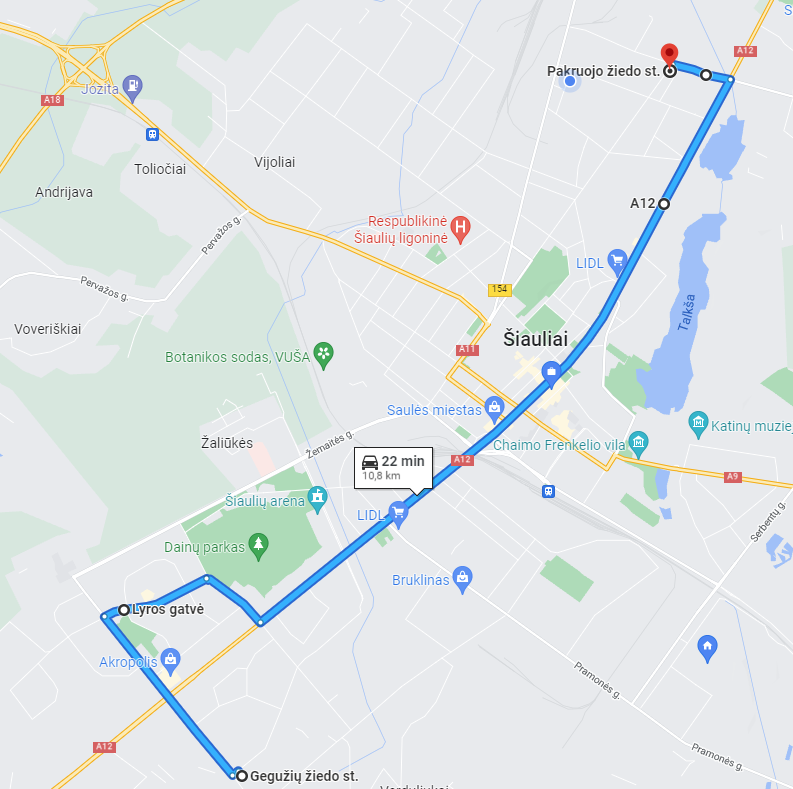 S
A12
Pakruojo žiedo st.
Jozita
A18
Vijoliai
Toliočiai
Andrijava
A12
Respublikinė
Šiaulių ligoninė
Pervažos g.
LIDL
Pervažos g.
154
Talkša
Voveriškiai
Šiauliai
A11
Botanikos sodas, VUŠA
Saulės miestas
Katinų muzie
Žaliūkės
Žemaitės g.
Chaimo Frenkelio vila
22 min
10,8 km
A12
A9
Šiaulių arena
LIDL
Serbentų g.
Dainų parkas
Bruklinas
Lyros gatvė
Akropolis
Pramonės g.
A12
Pramonės g.
Gegužių žiedo st.